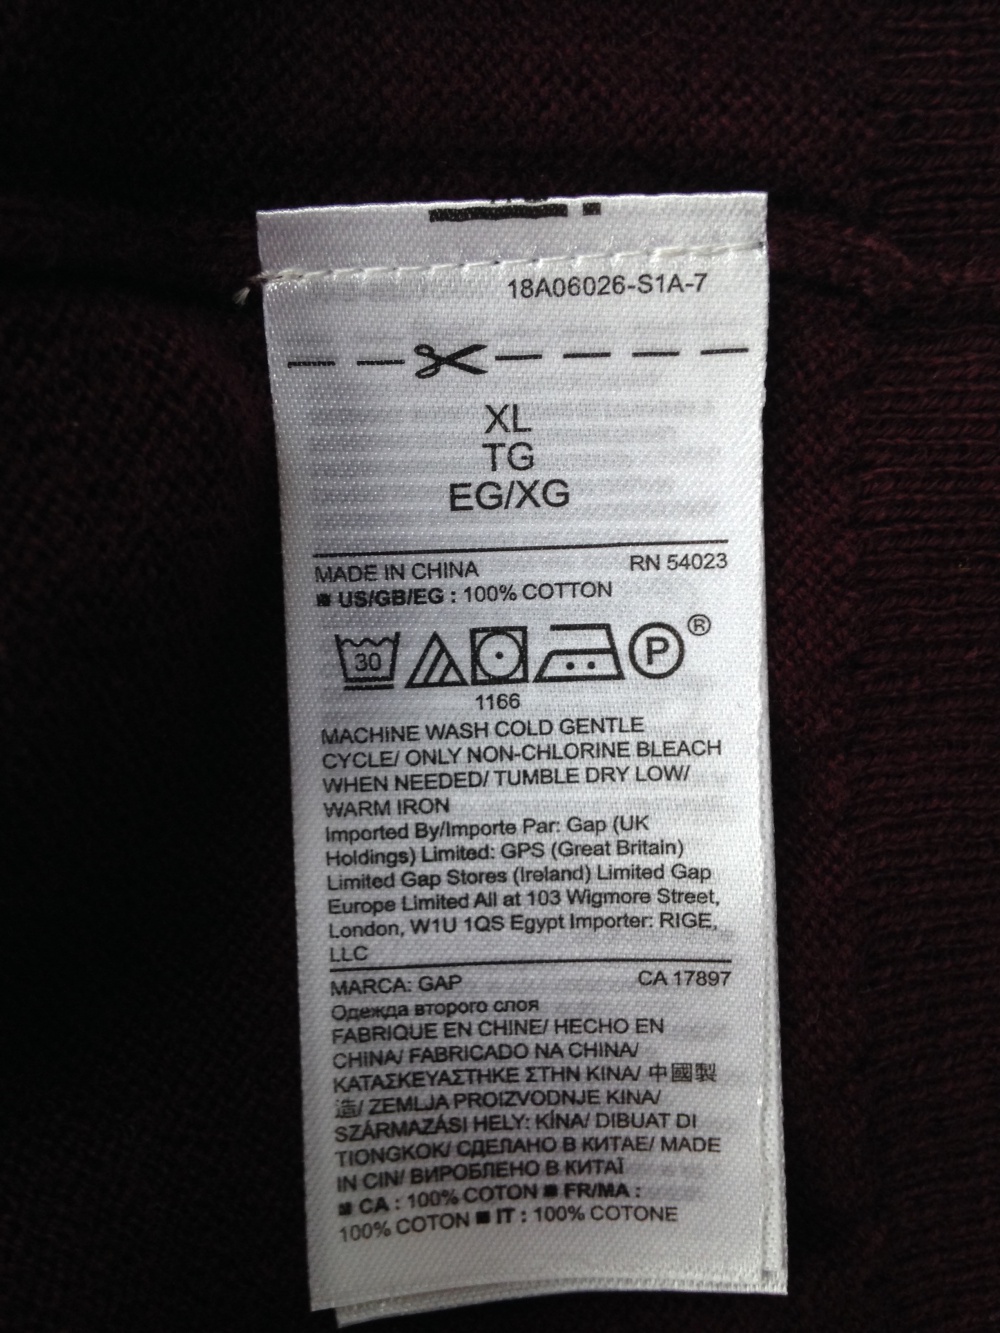 18A06026-S1A-7
XL
TG
EG/XG
MADE IN CHINA RN 54023
■ US/GB/EG : 100% COTTON
30 P ®
1166
MACHINE WASH COLD GENTLE
CYCLE/ ONLY NON-CHLORINE BLEACH
WHEN NEEDED/ TUMBLE DRY LOW/
WARM IRON
Imported By/Importe Par: Gap (UK
Holdings) Limited: GPS (Great Britain)
Limited Gap Stores (Ireland) Limited Gap
Europe Limited All at 103 Wigmore Street,
London, W1U 1QS Egypt Importer: RIGE,
LLC
MARCA: GAP CA 17897
Одежда второго слоя
FABRIQUE EN CHINE/ HECHO EN
CHINA/ FABRICADO NA CHINA/
ΚΑΤΑΣΚΕΥΑΣΤΗΚΕ ΣΤΗΝ ΚΙΝΑ/ 中國製
造/ ZEMLJA PROIZVODNJE KINA/
SZÁRMAZÁSI HELY: KÍNA/ DIBUAT DI
TIONGKOK/ СДЕЛАНО В КИТАЕ/ MADE
IN CIN/ ВИРОБЛЕНО В КИТАЇ
■ CA : 100% COTON ■ FR/MA :
100% COTON ■ IT : 100% COTONE